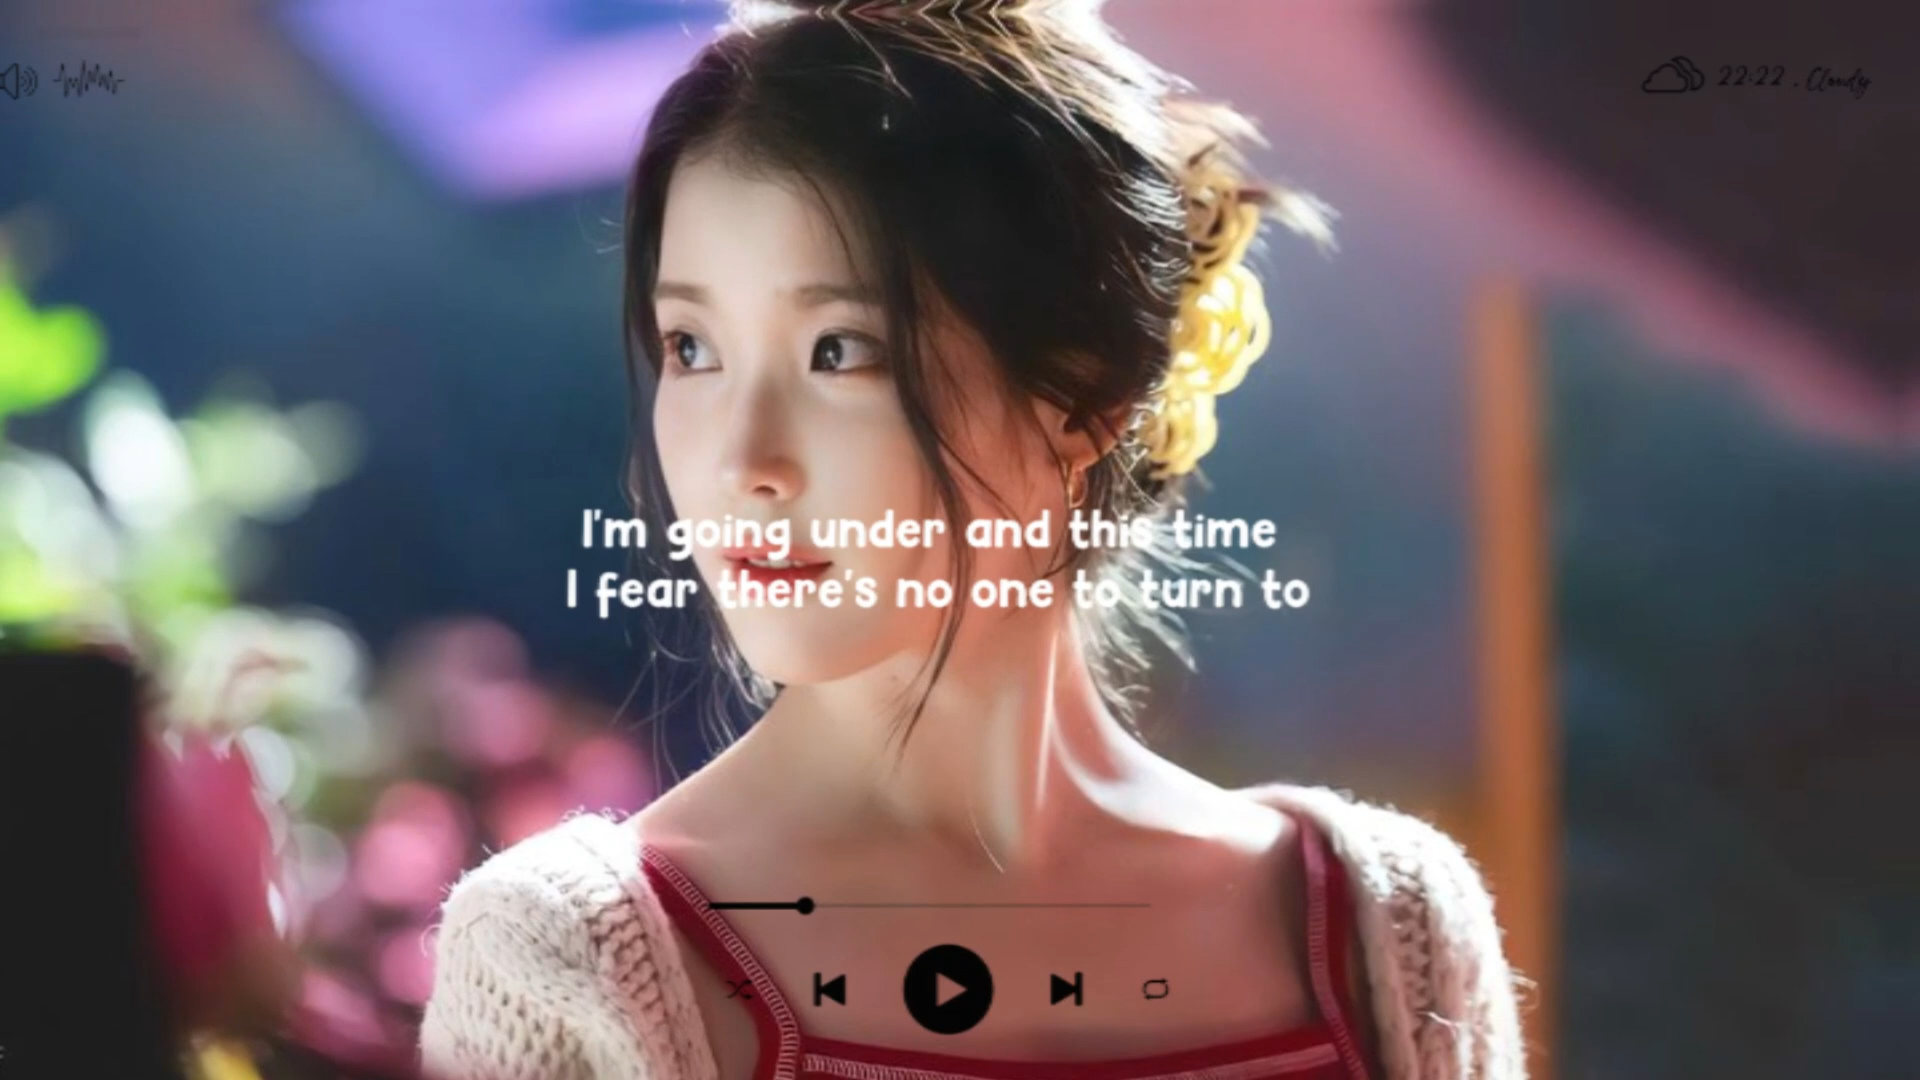 22:22 . Cloudy
I'm going under and this time
I fear there's no one to turn to